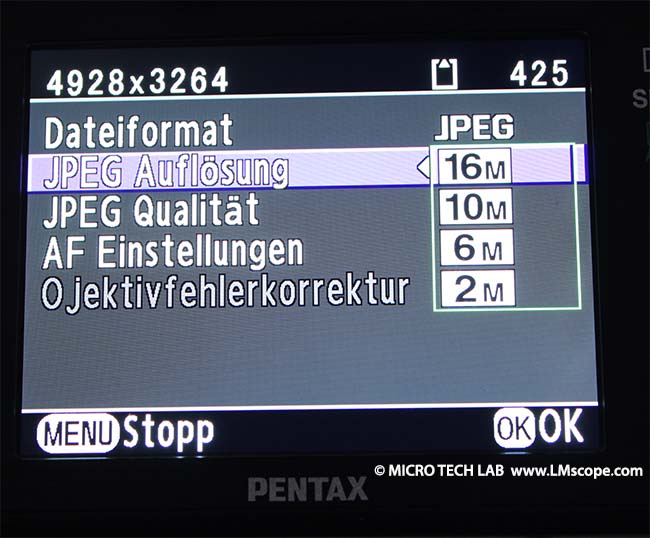 4928x3264 425
Dateiformat JPEG
JPEG Auflösung 16M
JPEG Qualität 10M
AF Einstellungen 6M
Ojektivfehlerkorrektur 2M
MENU Stopp OK OK
© MICRO TECH LAB www.LMscope.com
PENTAX